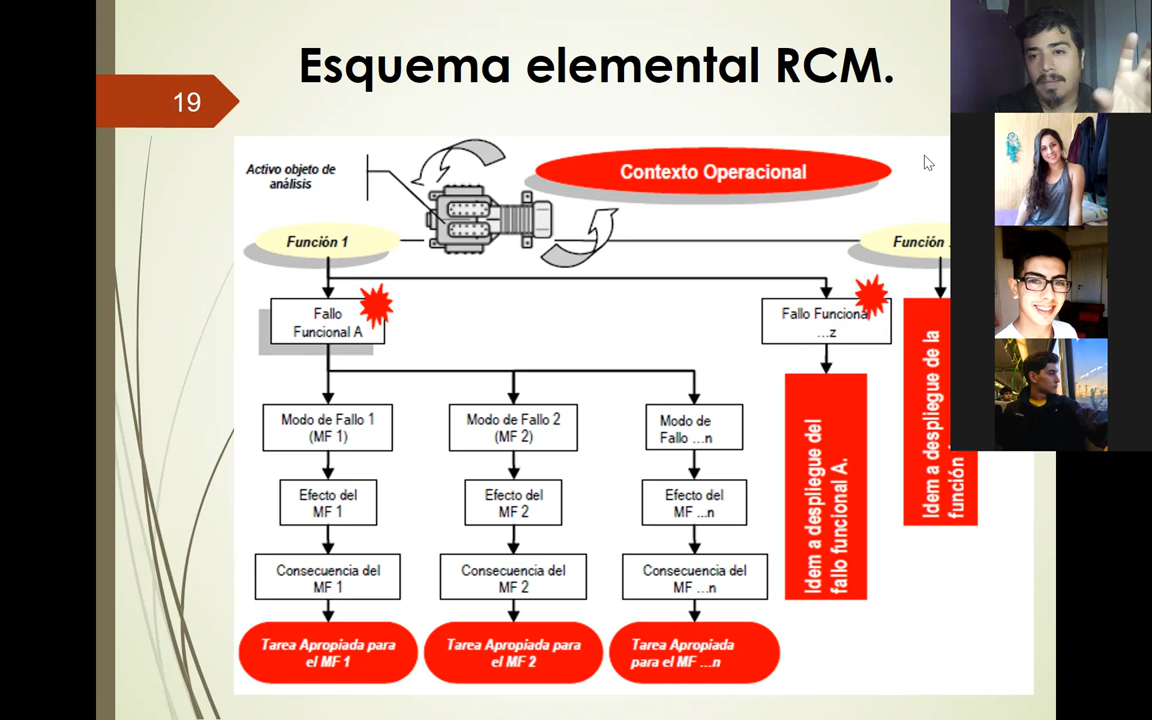 Esquema elemental RCM.
19
Activo objeto de
análisis
Contexto Operacional
Función 1
Función
Fallo
Funcional A
Fallo Funciona
...z
Modo de Fallo 1
(MF 1)
Modo de Fallo 2
(MF 2)
Modo de
Fallo ...n
Efecto del
MF 1
Efecto del
MF 2
Efecto del
MF ...n
Consecuencia del
MF 1
Consecuencia del
MF 2
Consecuencia del
MF ...n
Tarea Apropiada para
el MF 1
Tarea Apropiada para
el MF 2
Tarea Apropiada
para el MF ...n
Idem a despliegue del
fallo funcional A.
Idem a despliegue de la
función